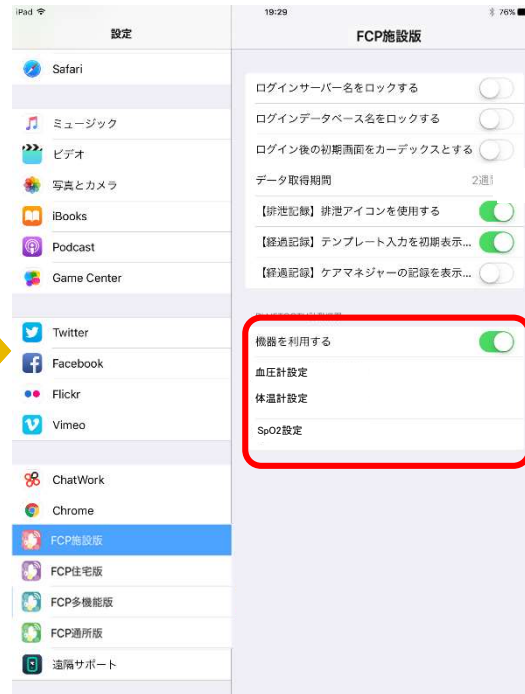 iPad
19:29
76%
設定
FCP施設版
Safari
ミュージック
ビデオ
写真とカメラ
iBooks
Podcast
Game Center
Twitter
Facebook
Flickr
Vimeo
ChatWork
Chrome
FCP施設版
FCP住宅版
FCP多機能版
FCP通所版
遠隔サポート
ログインサーバー名をロックする
ログインデータベース名をロックする
ログイン後の初期画面をカーデックスとする
データ取得期間
2週
【排泄記録】排泄アイコンを使用する
【経過記録】テンプレート入力を初期表示...
【経過記録】ケアマネジャーの記録を表示...
機器を利用する
血圧計設定
体温計設定
SpO2設定